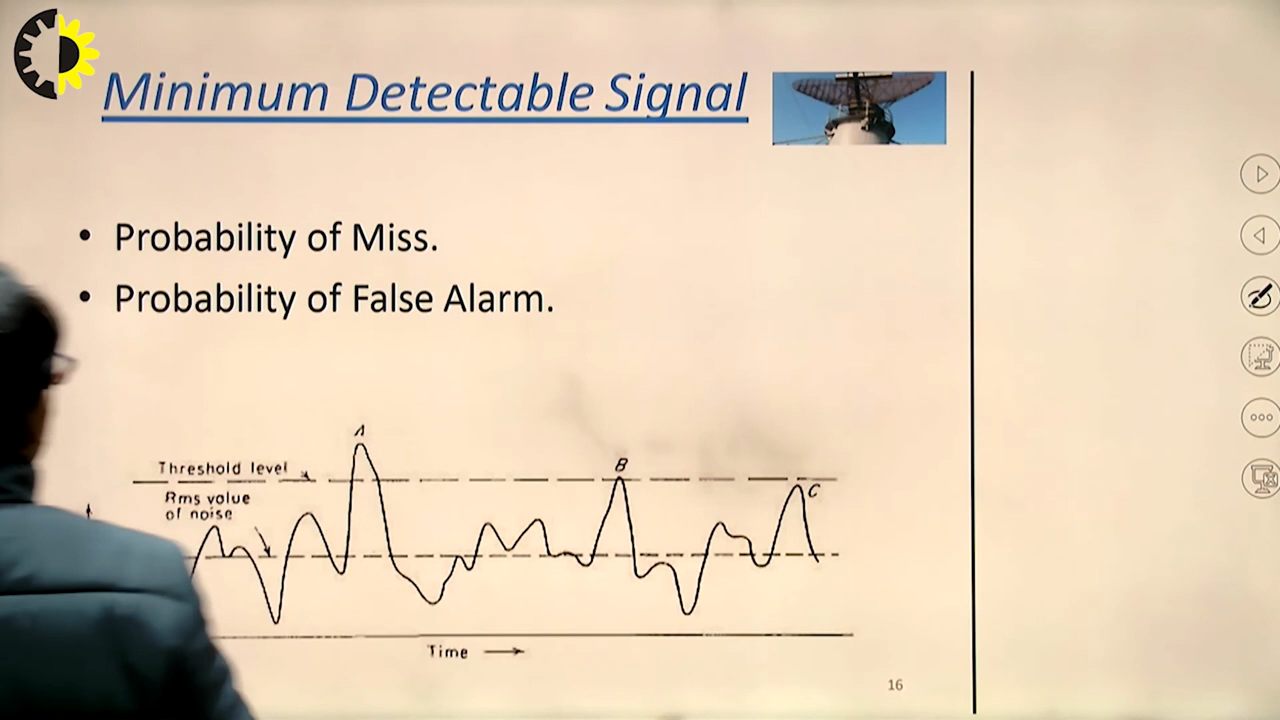 Minimum Detectable Signal
• Probability of Miss.
• Probability of False Alarm.
A
Threshold level
B
Rms value
of noise
C
Time
16